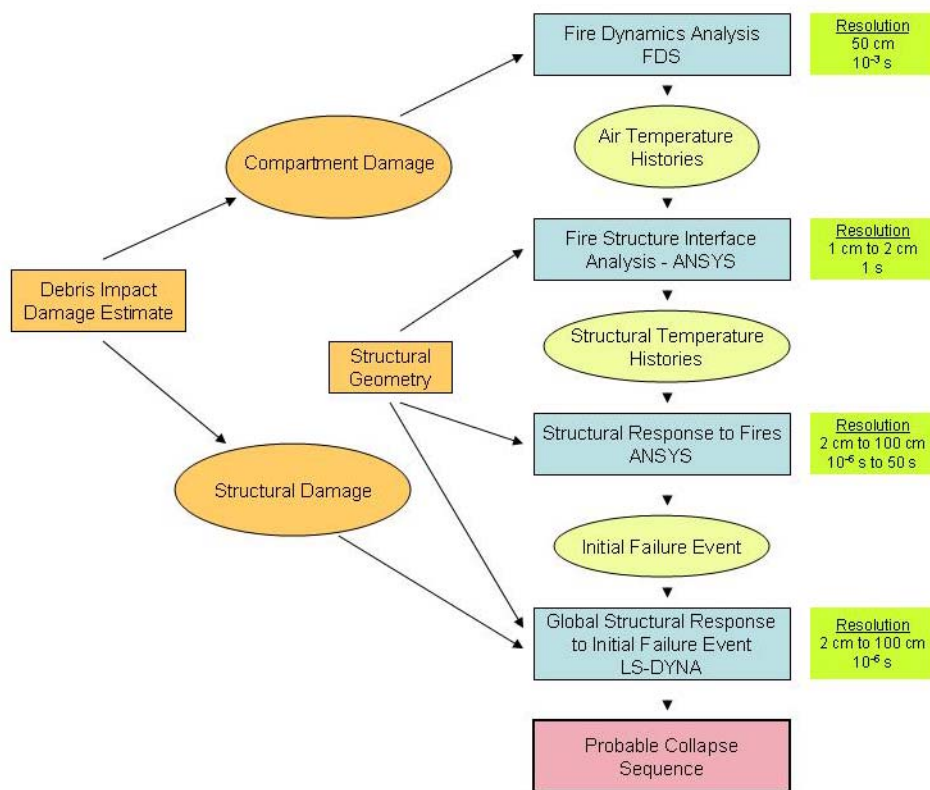 Fire Dynamics Analysis
FDS
Resolution
50 cm
10⁻³ s
Compartment Damage
Air Temperature
Histories
Fire Structure Interface
Analysis - ANSYS
Resolution
1 cm to 2 cm
1 s
Debris Impact
Damage Estimate
Structural
Geometry
Structural Temperature
Histories
Structural Response to Fires
ANSYS
Resolution
2 cm to 100 cm
10⁻⁶ s to 50 s
Structural Damage
Initial Failure Event
Global Structural Response
to Initial Failure Event
LS-DYNA
Resolution
2 cm to 100 cm
10⁻⁶ s
Probable Collapse
Sequence